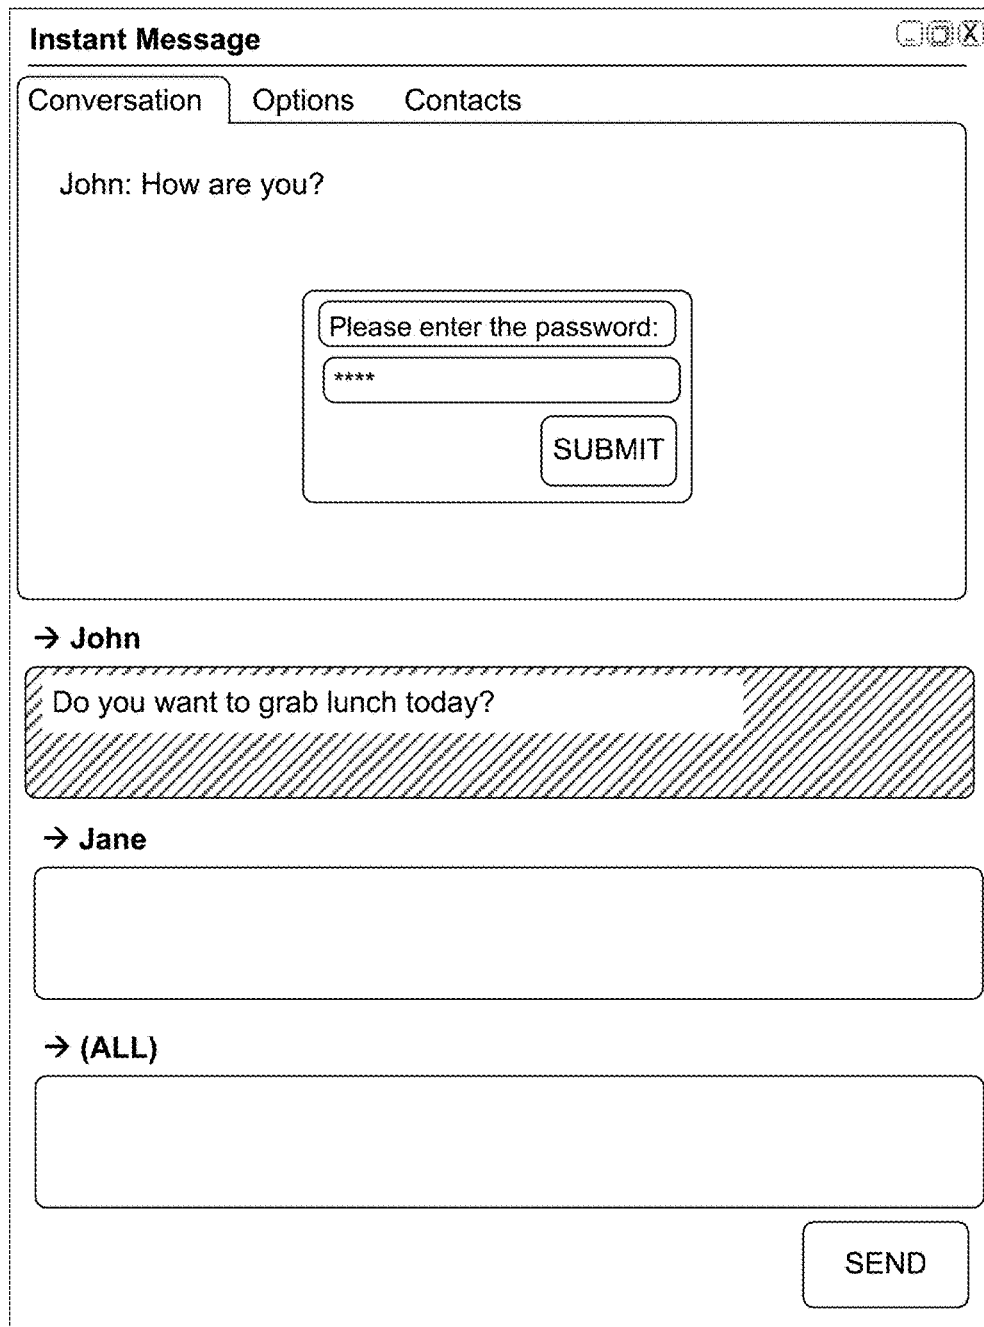 Instant Message
_ X
Conversation Options Contacts
John: How are you?
Please enter the password:
****
SUBMIT
→ John
Do you want to grab lunch today?
→ Jane
→ (ALL)
SEND